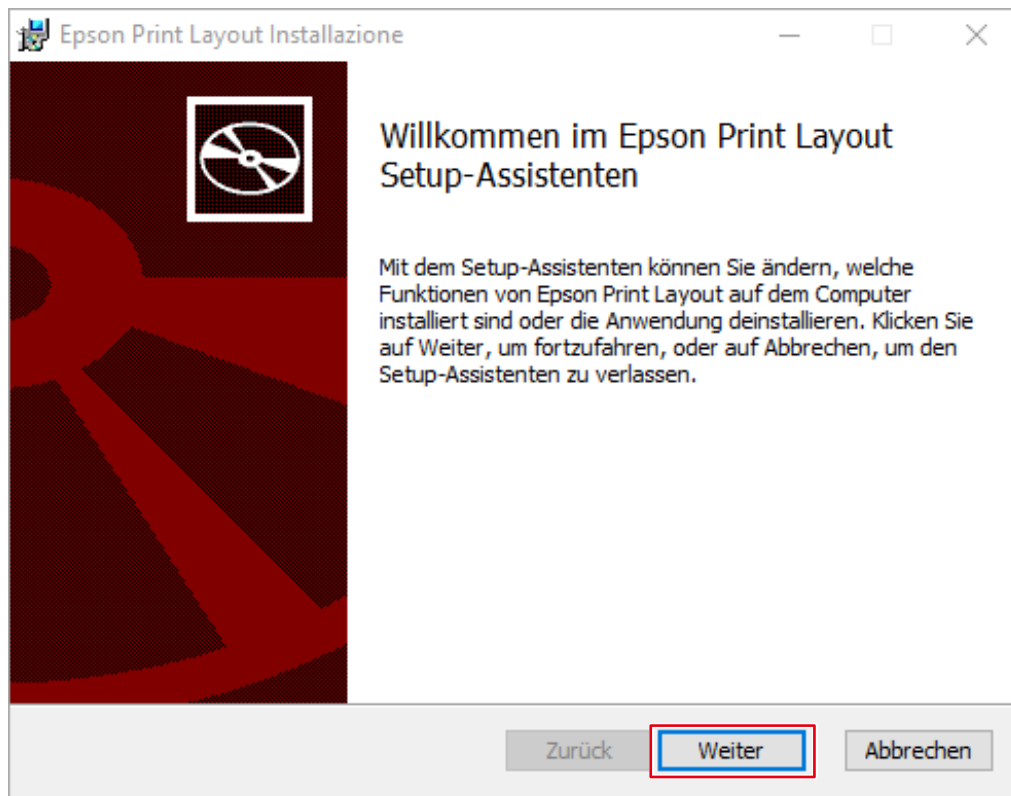 Epson Print Layout Installazione
Willkommen im Epson Print Layout
Setup-Assistenten
Mit dem Setup-Assistenten können Sie ändern, welche
Funktionen von Epson Print Layout auf dem Computer
installiert sind oder die Anwendung deinstallieren. Klicken Sie
auf Weiter, um fortzufahren, oder auf Abbrechen, um den
Setup-Assistenten zu verlassen.
Zurück Weiter Abbrechen